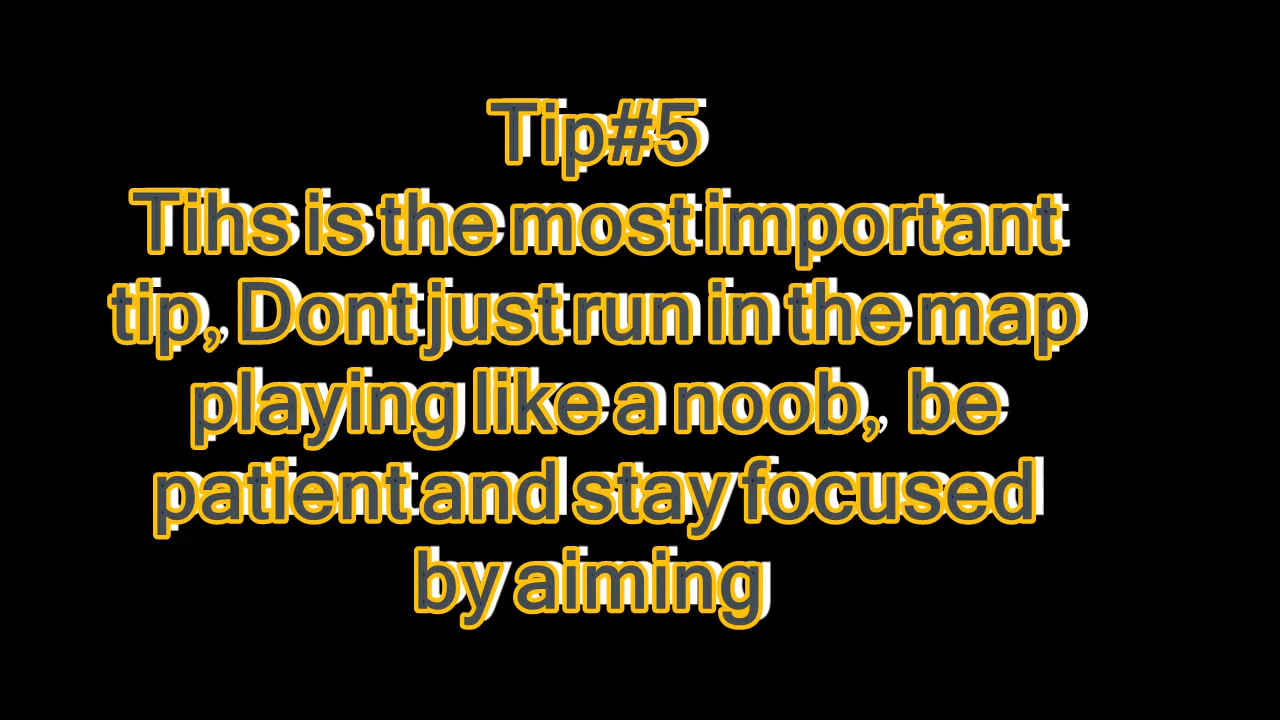 Tip#5
Tihs is the most important
tip, Dont just run in the map
playing like a noob, be
patient and stay focused
by aiming